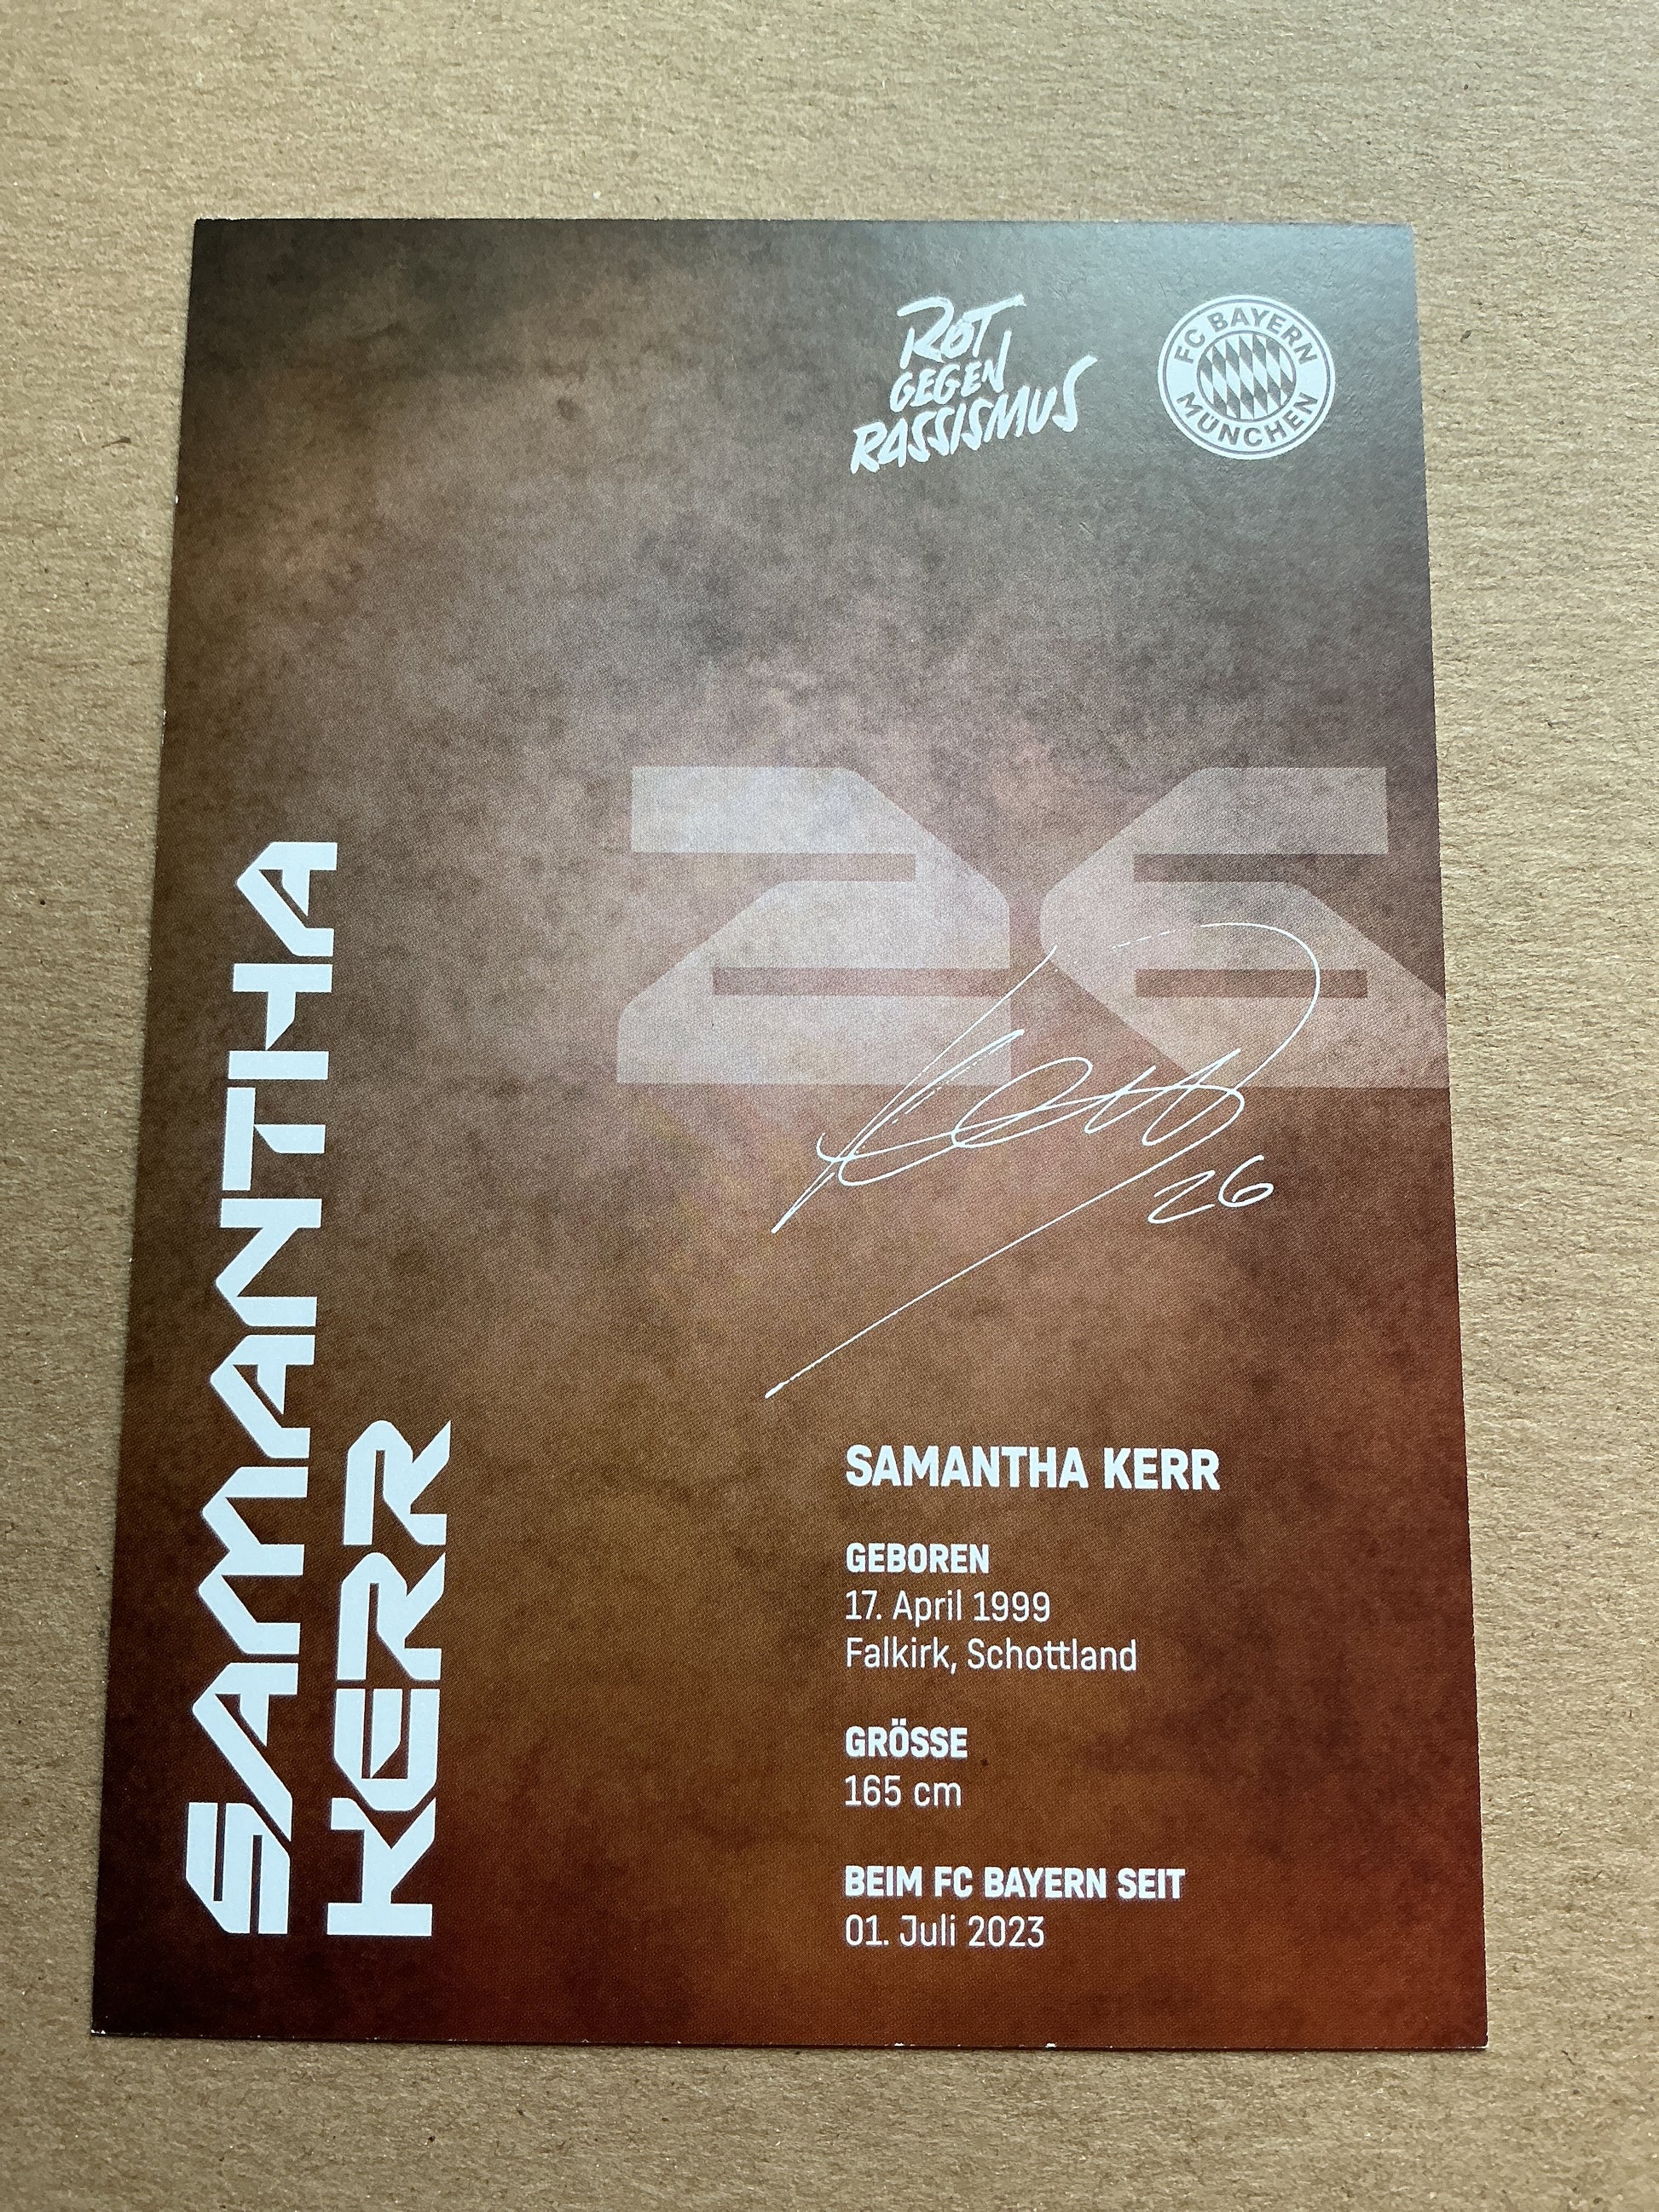 ROT
GEGEN
RASSISMUS
FC BAYERN
MÜNCHEN
26
Kerr
26
SAMANTHA
KERR
SAMANTHA KERR
GEBOREN
17. April 1999
Falkirk, Schottland
GRÖSSE
165 cm
BEIM FC BAYERN SEIT
01. Juli 2023